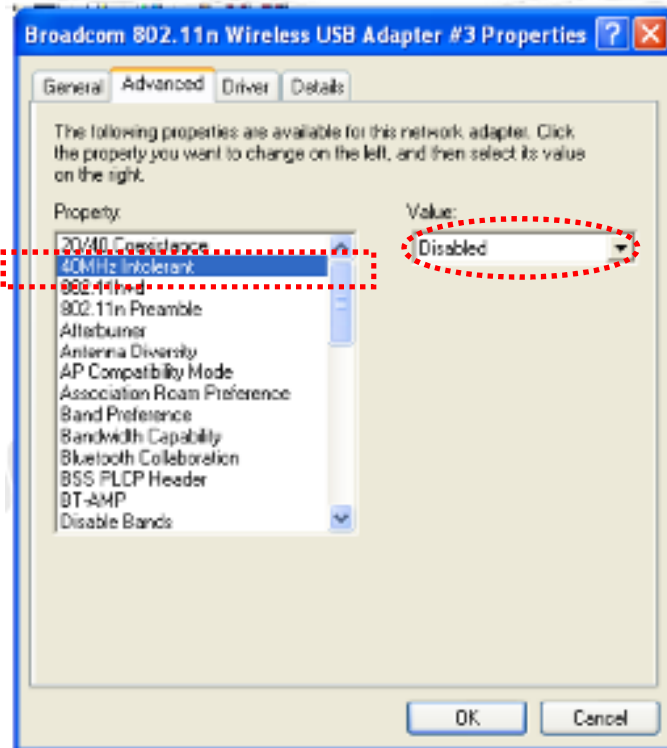 Broadcom 802.11n Wireless USB Adapter #3 Properties
General Advanced Driver Details
The following properties are available for this network adapter. Click
the property you want to change on the left, and then select its value
on the right.
Property: Value:
20/40 Coexistance Disabled
40MHz Intolerant
802.11h+d
802.11n Preamble
Afterburner
Antenna Diversity
AP Compatibility Mode
Association Roam Preference
Band Preference
Bandwidth Capability
Bluetooth Collaboration
BSS PLCP Header
BT-AMP
Disable Bands
OK Cancel